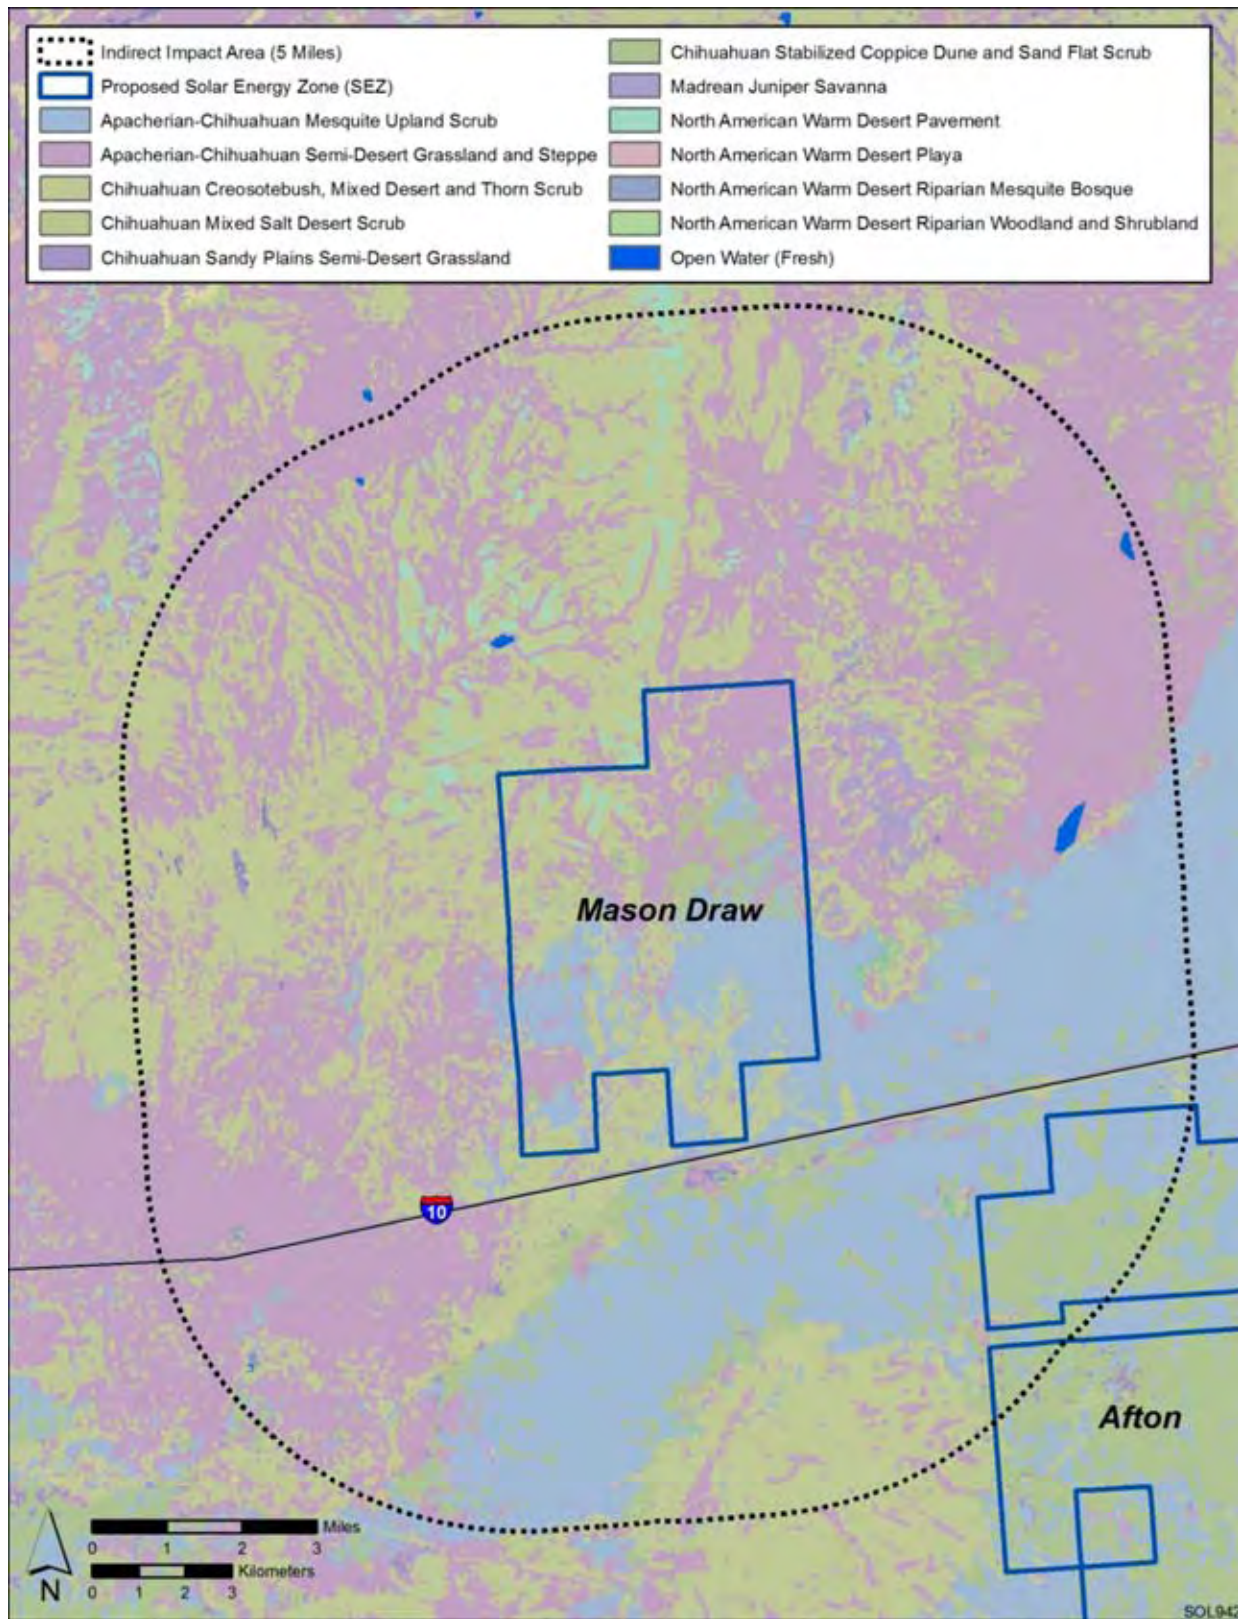 Indirect Impact Area (5 Miles)
Proposed Solar Energy Zone (SEZ)
Apacherian-Chihuahuan Mesquite Upland Scrub
Apacherian-Chihuahuan Semi-Desert Grassland and Steppe
Chihuahuan Creosotebush, Mixed Desert and Thorn Scrub
Chihuahuan Mixed Salt Desert Scrub
Chihuahuan Sandy Plains Semi-Desert Grassland
Chihuahuan Stabilized Coppice Dune and Sand Flat Scrub
Madrean Juniper Savanna
North American Warm Desert Pavement
North American Warm Desert Playa
North American Warm Desert Riparian Mesquite Bosque
North American Warm Desert Riparian Woodland and Shrubland
Open Water (Fresh)
Mason Draw
10
Afton
Miles
0 1 2 3
Kilometers
0 1 2 3
N
SOL942